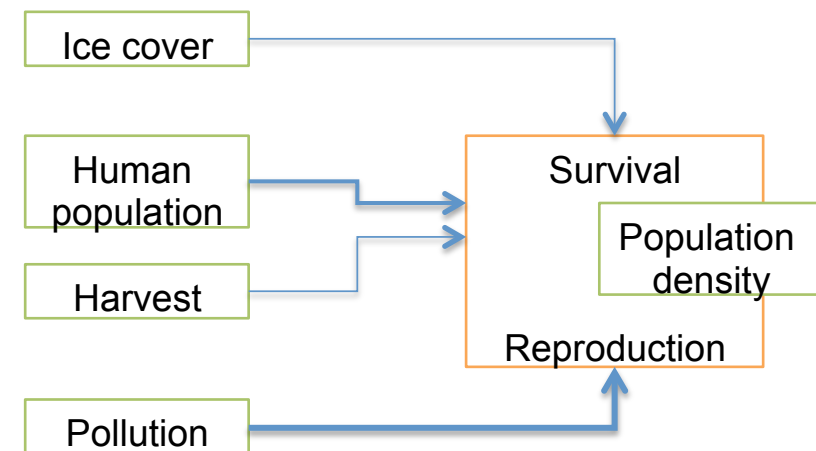 Ice cover
Human
population
Harvest
Pollution
Survival
Population
density
Reproduction